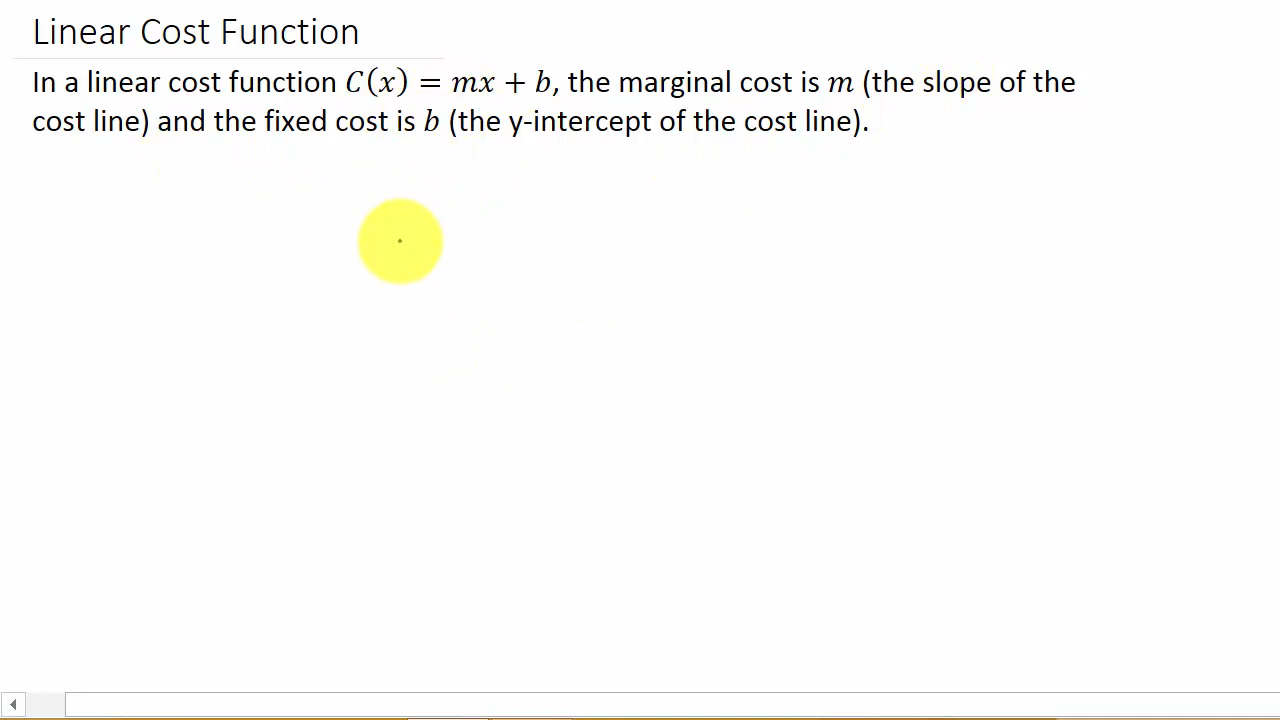 Linear Cost Function
In a linear cost function C(x) = mx + b, the marginal cost is m (the slope of the
cost line) and the fixed cost is b (the y-intercept of the cost line).